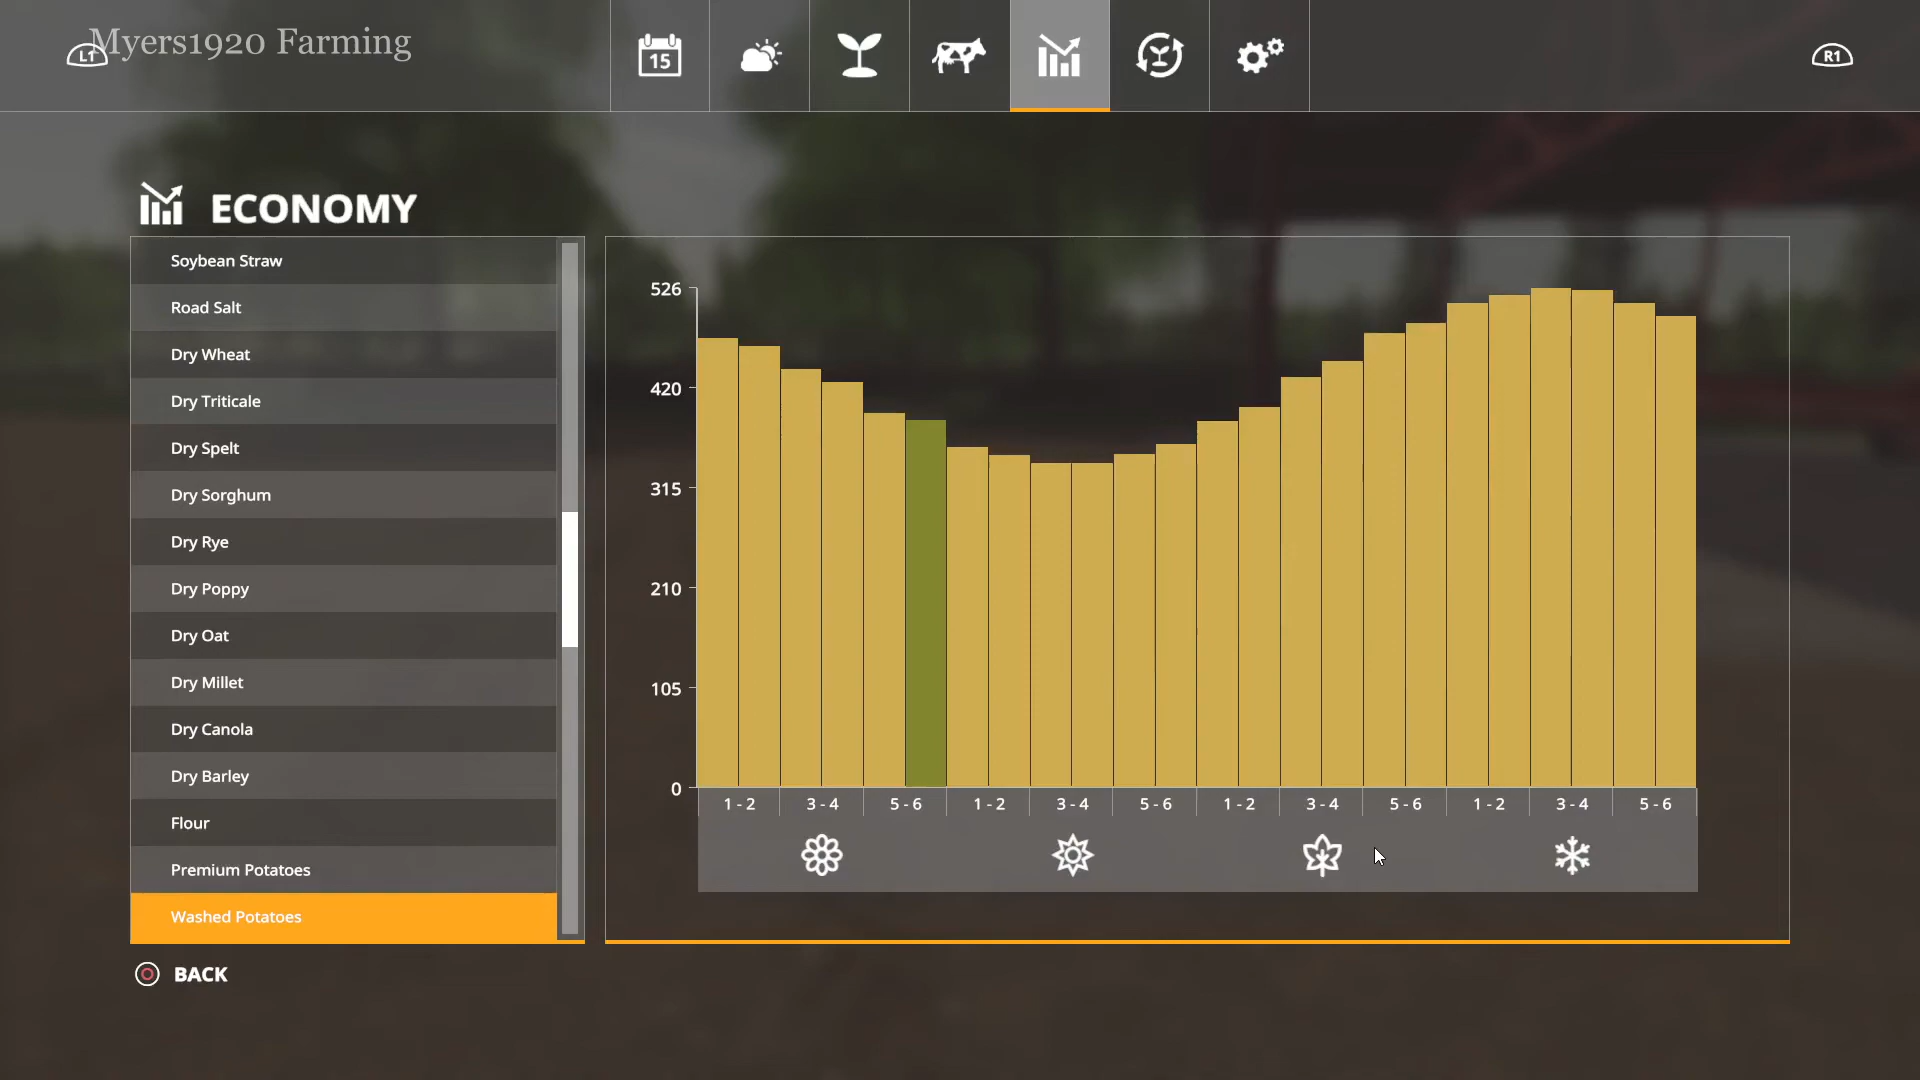 Myers1920 Farming
L1
15
R1
ECONOMY
Soybean Straw
Road Salt
Dry Wheat
Dry Triticale
Dry Spelt
Dry Sorghum
Dry Rye
Dry Poppy
Dry Oat
Dry Millet
Dry Canola
Dry Barley
Flour
Premium Potatoes
Washed Potatoes
526
420
315
210
105
0
1 - 2 3 - 4 5 - 6 1 - 2 3 - 4 5 - 6 1 - 2 3 - 4 5 - 6 1 - 2 3 - 4 5 - 6
BACK